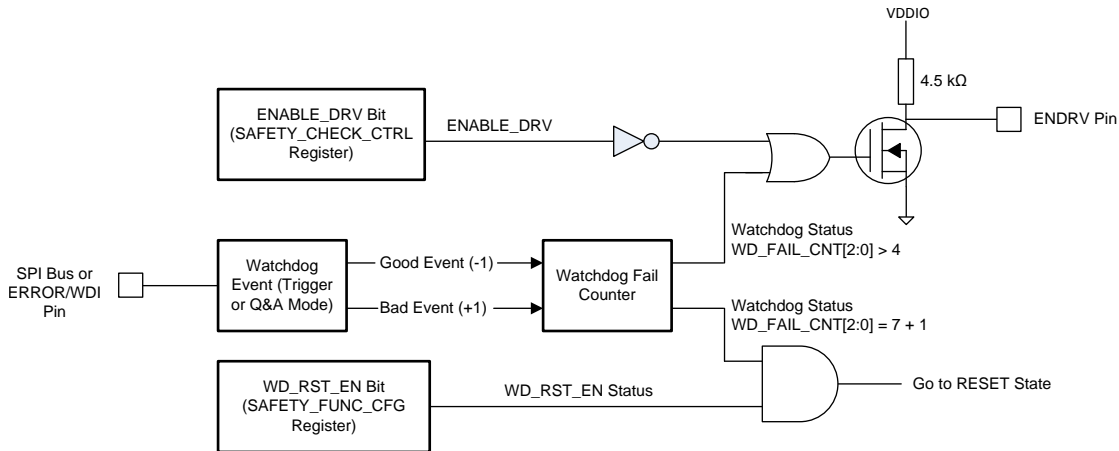 VDDIO
4.5 kΩ
ENDRV Pin
ENABLE_DRV Bit
(SAFETY_CHECK_CTRL
Register)
ENABLE_DRV
SPI Bus or
ERROR/WDI
Pin
Watchdog
Event (Trigger
or Q&A Mode)
Good Event (-1)
Bad Event (+1)
Watchdog Fail
Counter
Watchdog Status
WD_FAIL_CNT[2:0] > 4
Watchdog Status
WD_FAIL_CNT[2:0] = 7 + 1
WD_RST_EN Bit
(SAFETY_FUNC_CFG
Register)
WD_RST_EN Status
Go to RESET State